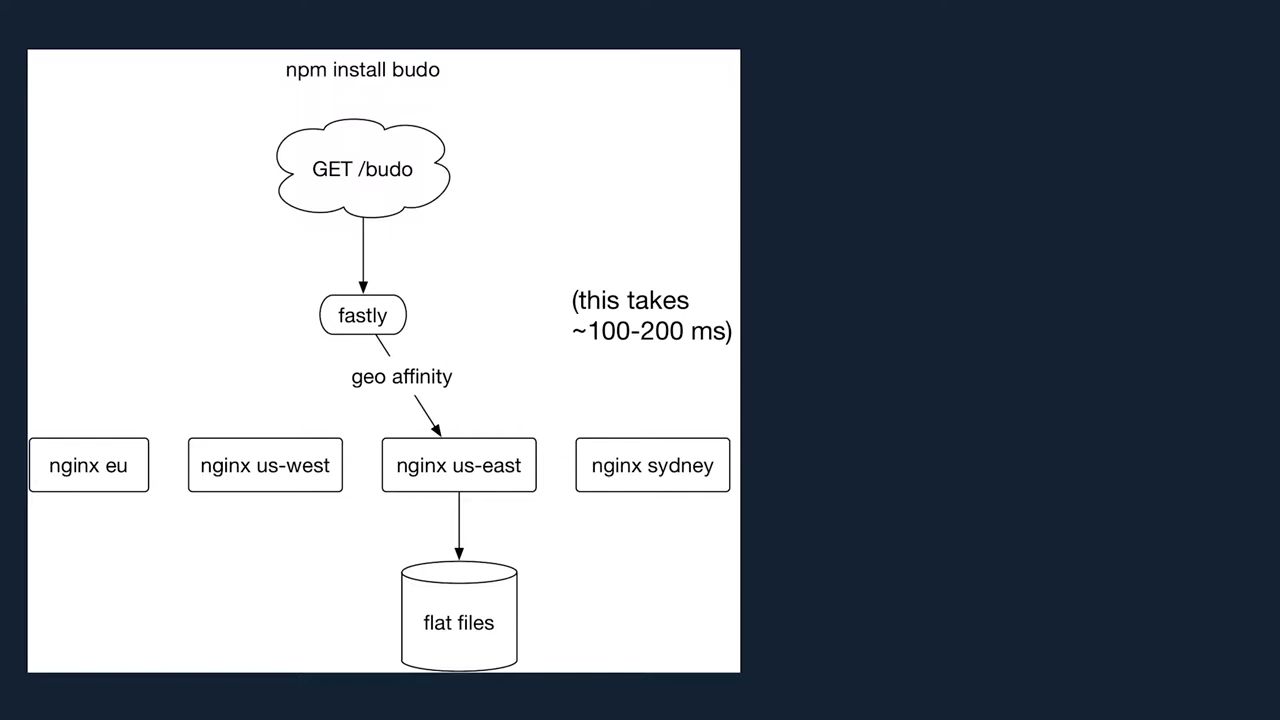 npm install budo
GET /budo
fastly
(this takes
~100-200 ms)
geo affinity
nginx eu
nginx us-west
nginx us-east
nginx sydney
flat files